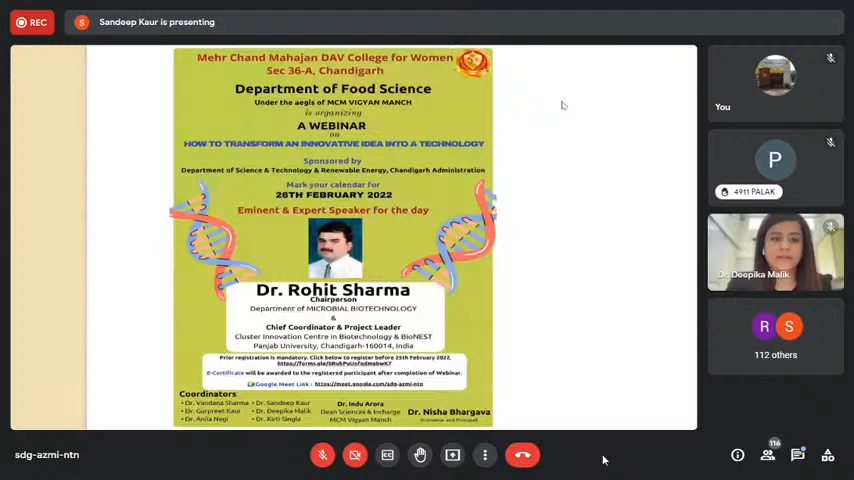 REC
S
Sandeep Kaur is presenting
Mehr Chand Mahajan DAV College for Women
Sec 36-A, Chandigarh
Department of Food Science
Under the aegis of MCM VIGYAN MANCH
is organizing
A WEBINAR
on
HOW TO TRANSFORM AN INNOVATIVE IDEA INTO A TECHNOLOGY
Sponsored by
Department of Science & Technology & Renewable Energy, Chandigarh Administration
Mark your calendar for
26TH FEBRUARY 2022
Eminent & Expert Speaker for the day
Dr. Rohit Sharma
Chairperson
Department of MICROBIAL BIOTECHNOLOGY
&
Chief Coordinator & Project Leader
Cluster Innovation Centre in Biotechnology & BioNEST
Panjab University, Chandigarh-160014, India
Prior registration is mandatory. Click below to register before 25th February 2022.
E-Certificate will be awarded to the registered participant after completion of Webinar.
Google Meet Link : https://meet.google.com/sdg-azmi-ntn
Coordinators
• Dr. Vandana Sharma
• Dr. Gurpreet Kaur
• Dr. Anila Negi
• Dr. Sandeep Kaur
• Dr. Deepika Malik
• Dr. Kirti Singla
Dr. Indu Arora
Dean Sciences & Incharge
MCM Vigyan Manch
Dr. Nisha Bhargava
You
P
4911 PALAK
Dr. Deepika Malik
R
S
112 others
sdg-azmi-ntn
CC
116